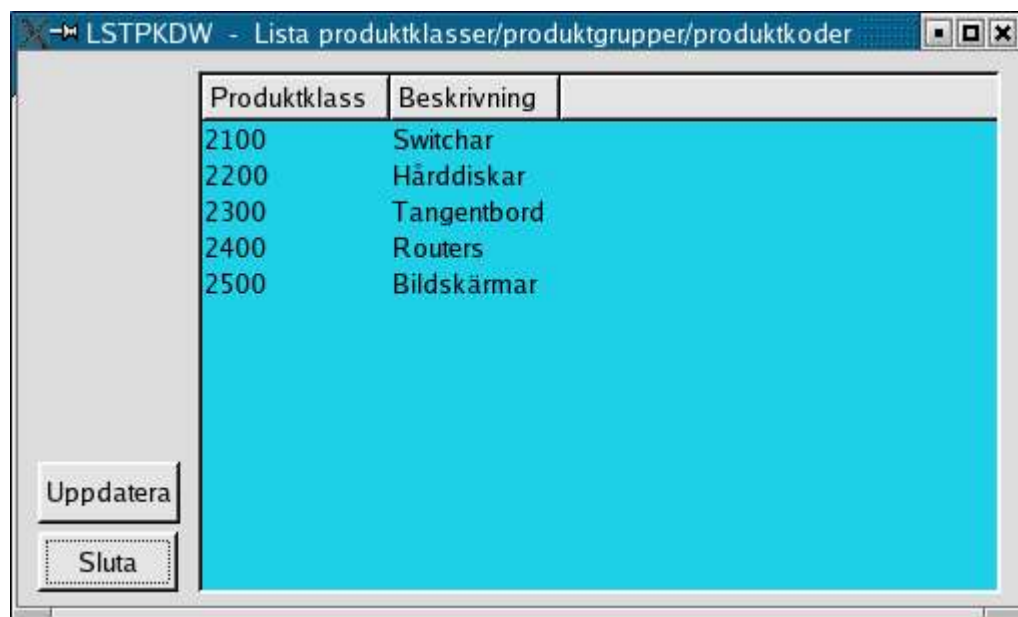 LSTPKDW - Lista produktklasser/produktgrupper/produktkoder
Produktklass Beskrivning
2100 Switchar
2200 Hårddiskar
2300 Tangentbord
2400 Routers
2500 Bildskärmar
Uppdatera
Sluta